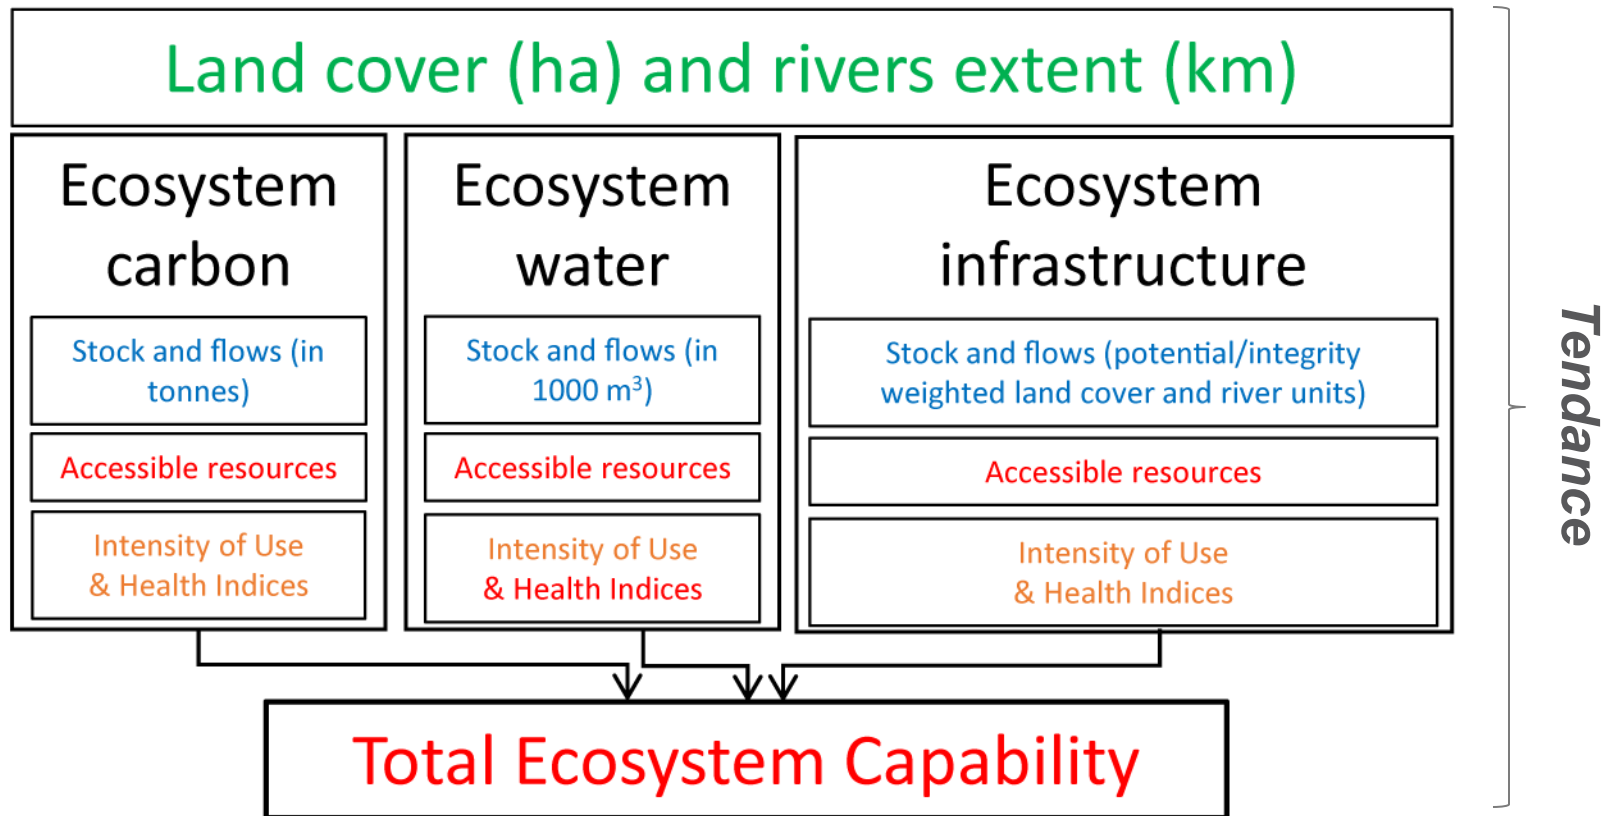 Land cover (ha) and rivers extent (km)
Ecosystem
carbon
Stock and flows (in
tonnes)
Accessible resources
Intensity of Use
& Health Indices
Ecosystem
water
Stock and flows (in
1000 m³)
Accessible resources
Intensity of Use
& Health Indices
Ecosystem
infrastructure
Stock and flows (potential/integrity
weighted land cover and river units)
Accessible resources
Intensity of Use
& Health Indices
Total Ecosystem Capability
Tendance